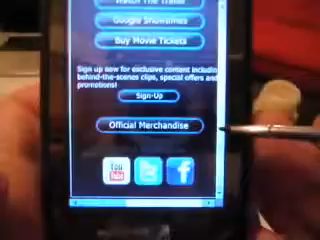 Watch The Trailer
Google Showtimes
Buy Movie Tickets
Sign up now for exclusive content includin
behind-the-scenes clips, special offers and
promotions!
Sign-Up
Official Merchandise
You
Tube
f